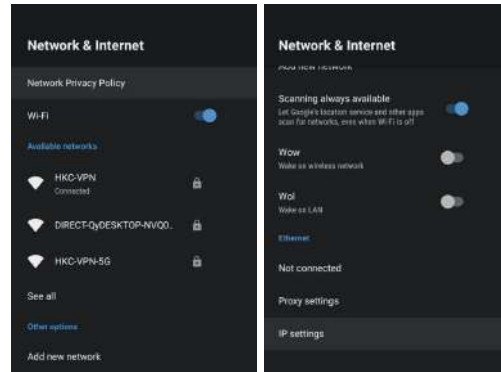 Network & Internet
Network Privacy Policy
Wi-Fi
Available networks
HKC-VPN
Connected
DIRECT-QyDESKTOP-NVQ0..
HKC-VPN-5G
See all
Other options
Add new network
Network & Internet
Add new network
Scanning always available
Let Google's location service and other apps
scan for networks, even when Wi-Fi is off
Wow
Wake on wireless network
Wol
Wake on LAN
Ethernet
Not connected
Proxy settings
IP settings